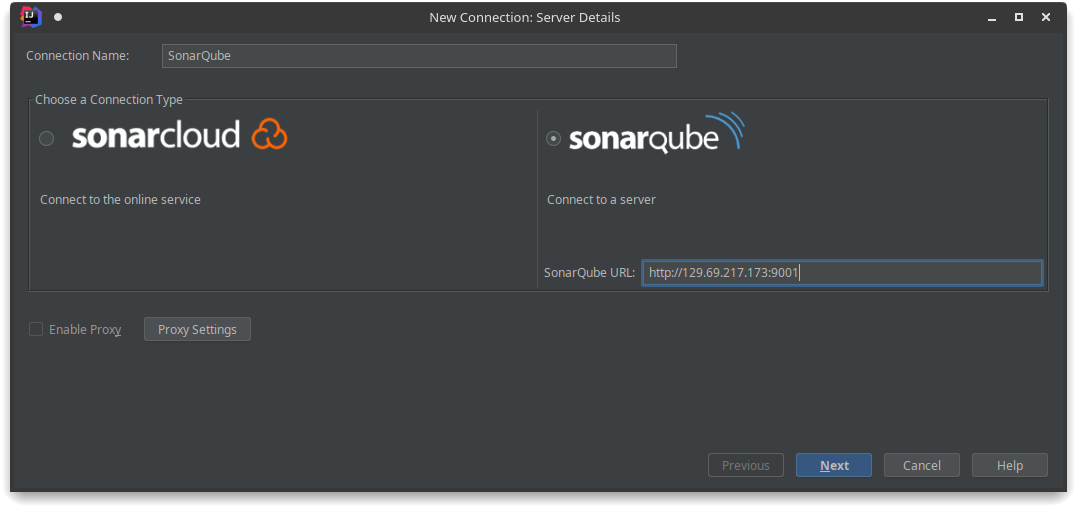 New Connection: Server Details
Connection Name: SonarQube
Choose a Connection Type
sonarcloud
sonarqube
Connect to the online service
Connect to a server
SonarQube URL: http://129.69.217.173:9001
Enable Proxy Proxy Settings
Previous Next Cancel Help